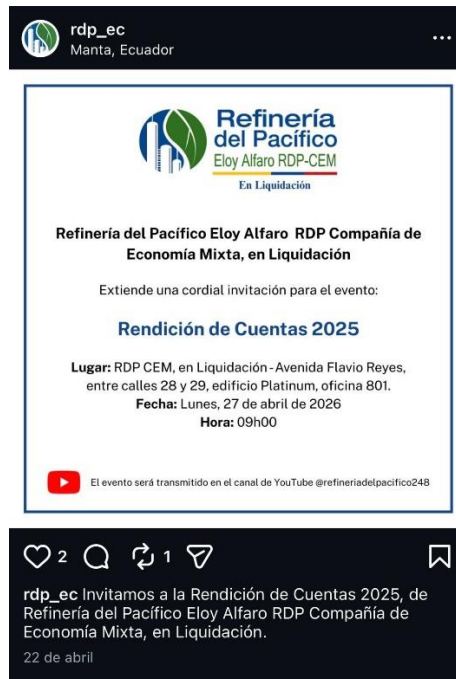 rdp_ec
Manta, Ecuador
Refinería
del Pacífico
Eloy Alfaro RDP-CEM
En Liquidación
Refinería del Pacífico Eloy Alfaro RDP Compañía de
Economía Mixta, en Liquidación
Extiende una cordial invitación para el evento:
Rendición de Cuentas 2025
Lugar: RDP CEM, en Liquidación - Avenida Flavio Reyes,
entre calles 28 y 29, edificio Platinum, oficina 801.
Fecha: Lunes, 27 de abril de 2026
Hora: 09h00
El evento será transmitido en el canal de YouTube @refineriadelpacifico248
2 1
rdp_ec Invitamos a la Rendición de Cuentas 2025, de
Refinería del Pacífico Eloy Alfaro RDP Compañía de
Economía Mixta, en Liquidación.
22 de abril